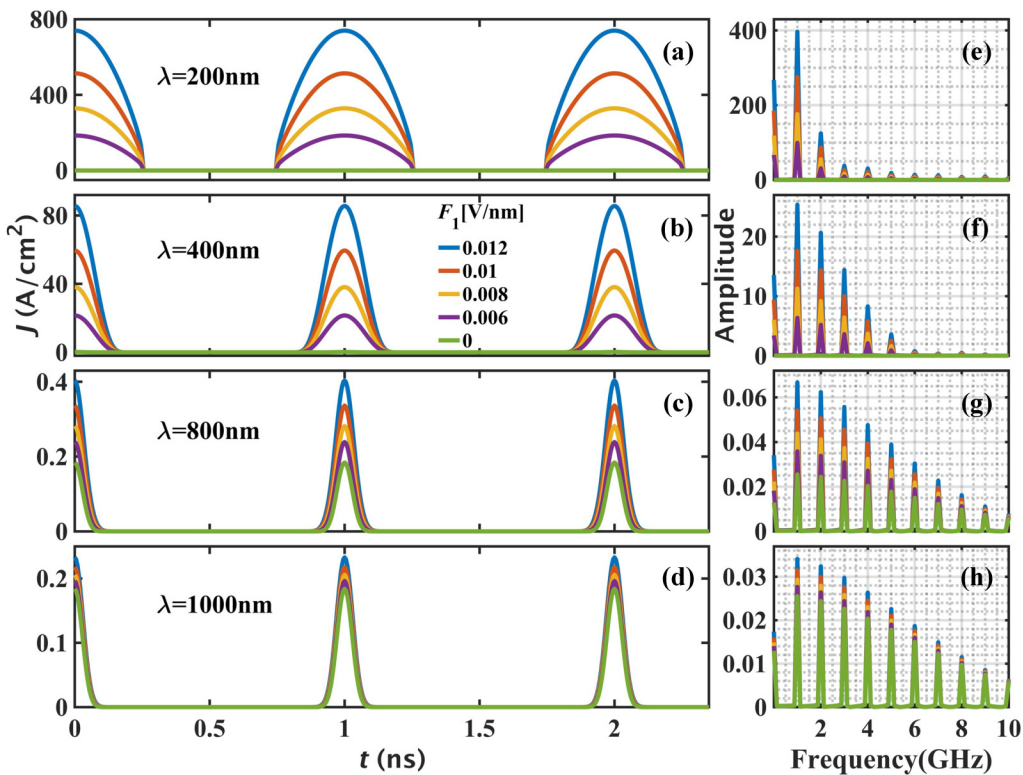 800
400
0
J (A/cm²)
λ=200nm
(a)
80
40
0
F₁[V/nm]
0.012
0.01
0.008
0.006
0
(b)
0.4
0.2
0
λ=400nm
λ=800nm
(c)
0.2
0.1
0
λ=1000nm
(d)
0
0.5
1
1.5
2
t (ns)
400
200
0
(e)
Amplitude
20
10
0
(f)
0.06
0.04
0.02
0
(g)
0.03
0.02
0.01
0
(h)
2
4
6
8
10
Frequency(GHz)